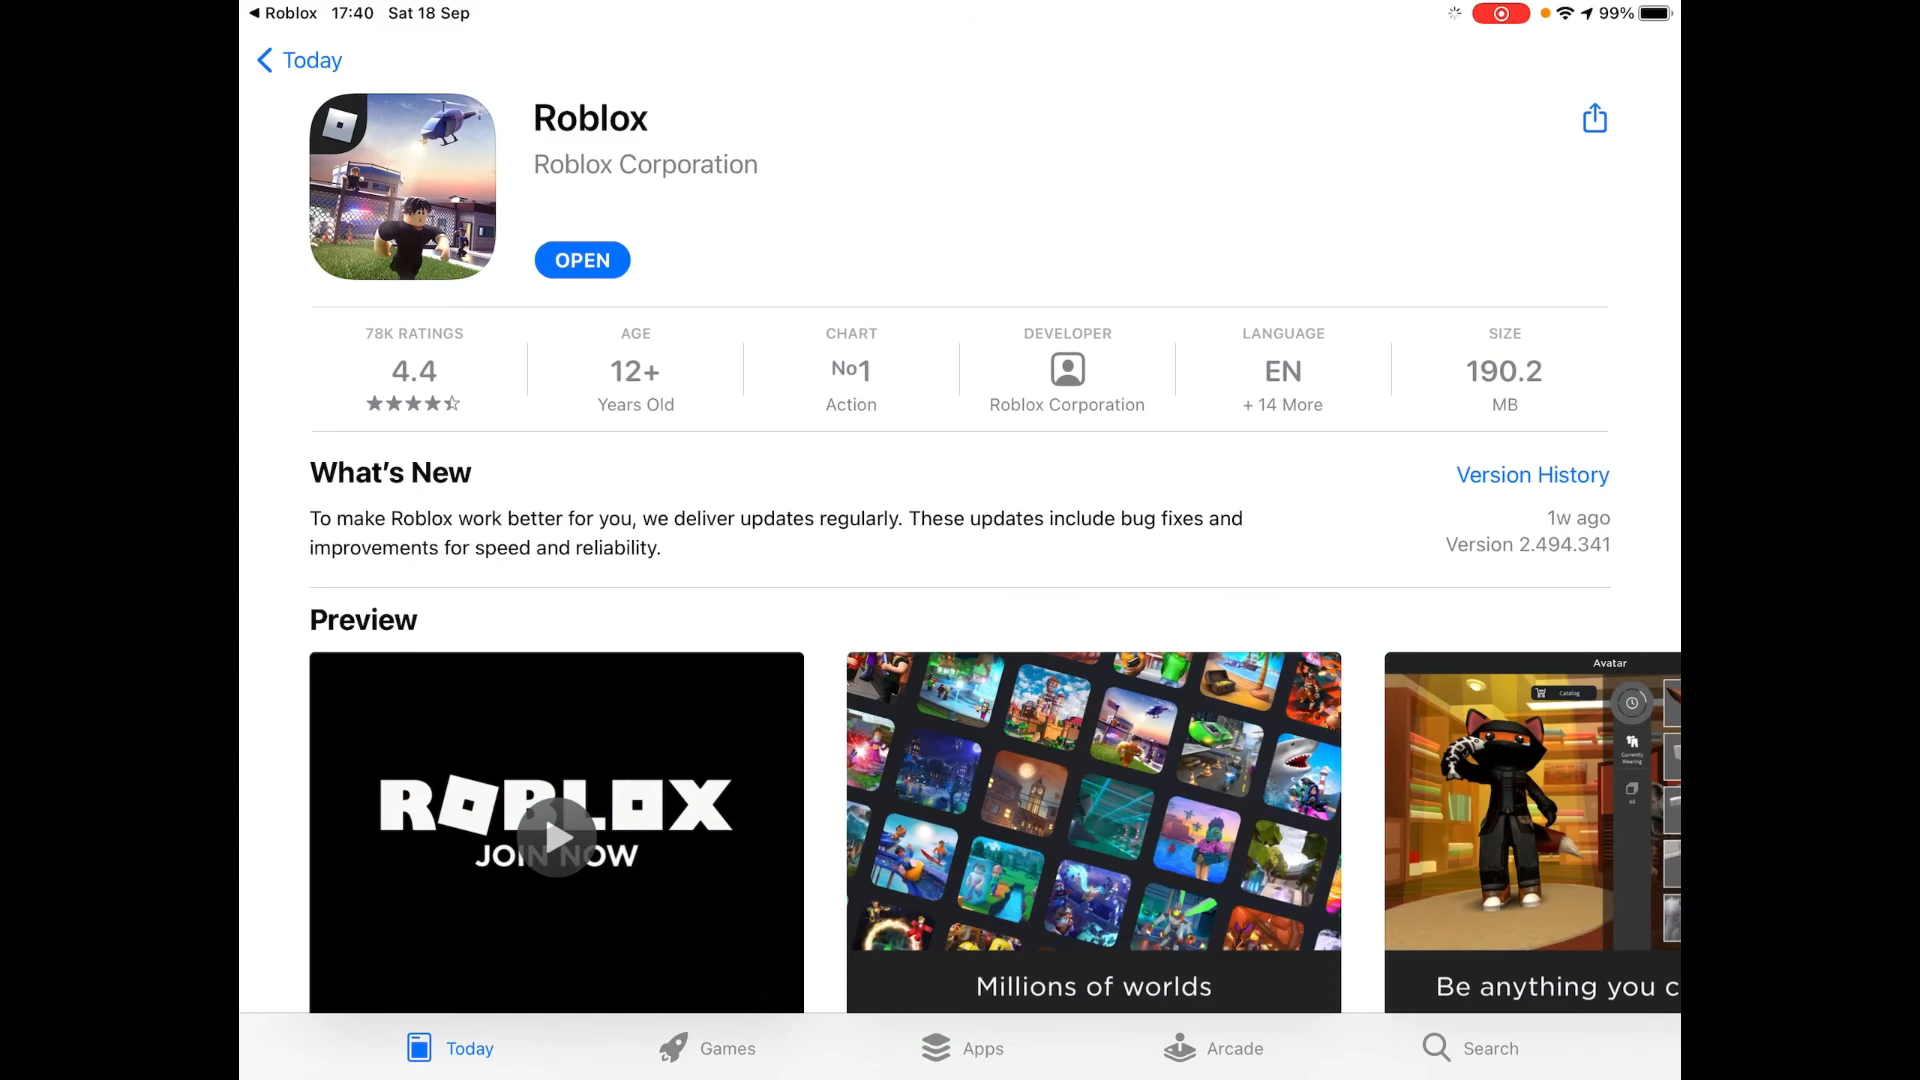 Roblox 17:40 Sat 18 Sep 99%
Today
Roblox
Roblox Corporation
OPEN
78K RATINGS AGE CHART DEVELOPER LANGUAGE SIZE
4.4 12+ No1 EN 190.2
Years Old Action Roblox Corporation + 14 More MB
What's New Version History
To make Roblox work better for you, we deliver updates regularly. These updates include bug fixes and 1w ago
improvements for speed and reliability. Version 2.494.341
Preview
ROBLOX
JOIN NOW
Avatar
Catalog
Currently
Wearing
All
Millions of worlds
Be anything you c
Today Games Apps Arcade Search